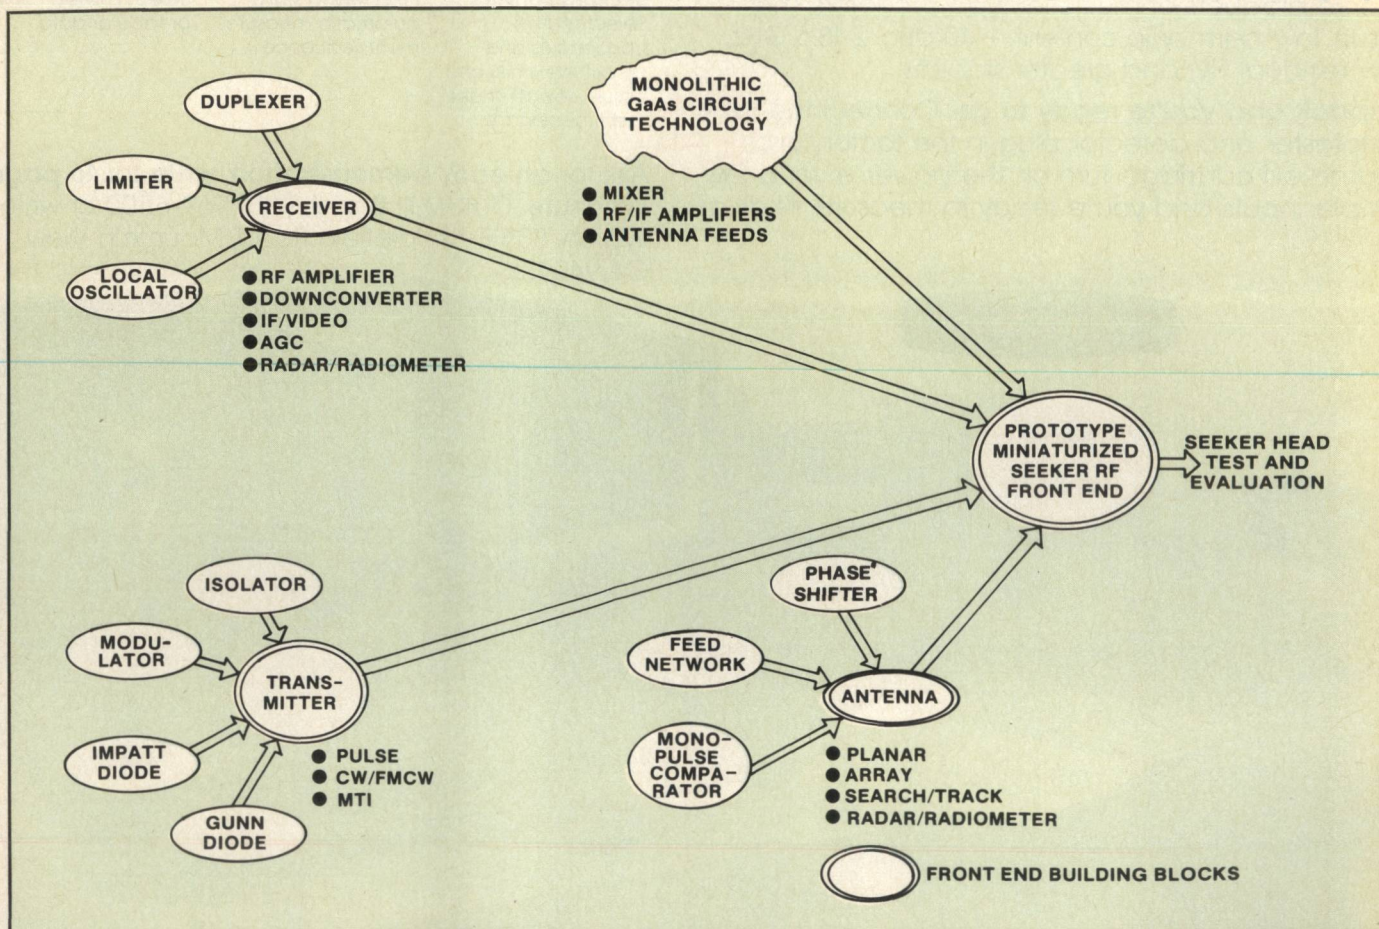 DUPLEXER
LIMITER
RECEIVER
LOCAL
OSCILLATOR
● RF AMPLIFIER
● DOWNCONVERTER
● IF/VIDEO
● AGC
● RADAR/RADIOMETER
MONOLITHIC
GaAs CIRCUIT
TECHNOLOGY
● MIXER
● RF/IF AMPLIFIERS
● ANTENNA FEEDS
PROTOTYPE
MINIATURIZED
SEEKER RF
FRONT END
SEEKER HEAD
TEST AND
EVALUATION
ISOLATOR
MODU-
LATOR
TRANS-
MITTER
IMPATT
DIODE
GUNN
DIODE
● PULSE
● CW/FMCW
● MTI
PHASE
SHIFTER
FEED
NETWORK
ANTENNA
MONO-
PULSE
COMPA-
RATOR
● PLANAR
● ARRAY
● SEARCH/TRACK
● RADAR/RADIOMETER
FRONT END BUILDING BLOCKS